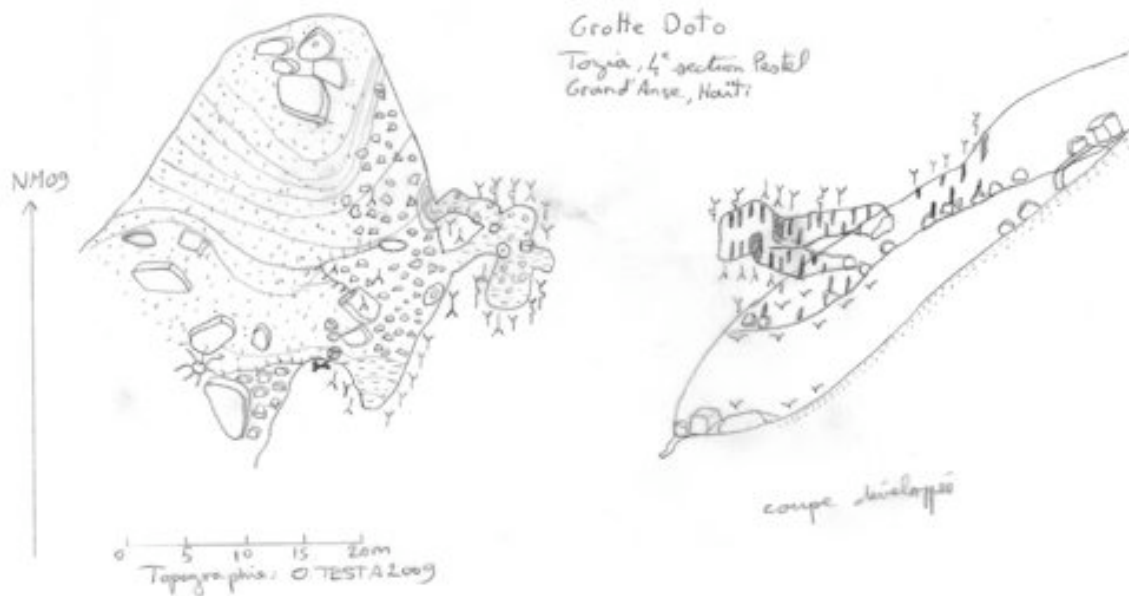 Grotte Doto
Tozia, 4e section Pestel
Grand'Anse, Haïti
NM09
0 5 10 15 20m
Topographie: O TESTA 2009
coupe développée